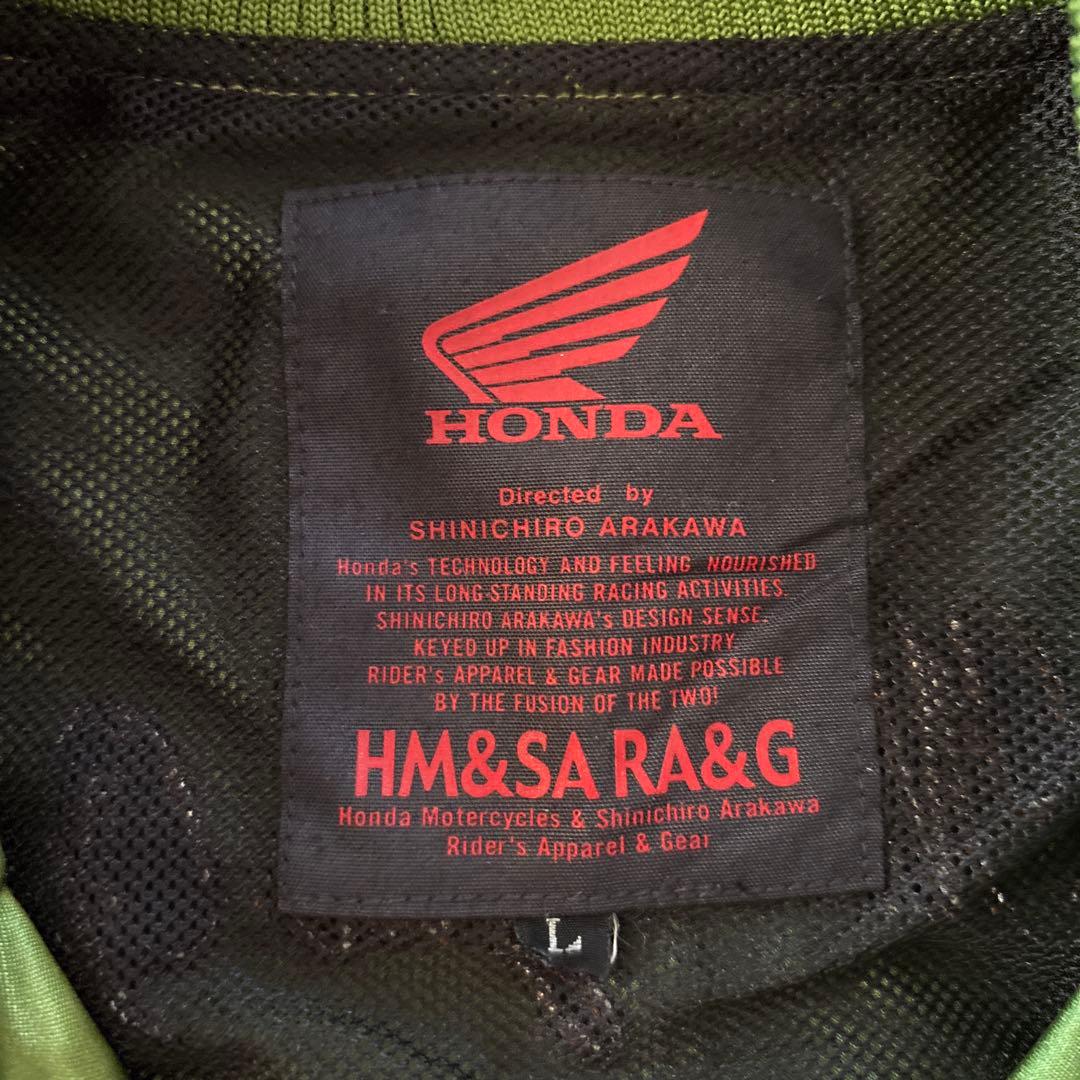 HONDA
Directed by
SHINICHIRO ARAKAWA
Honda's TECHNOLOGY AND FEELING NOURISHED
IN ITS LONG-STANDING RACING ACTIVITIES.
SHINICHIRO ARAKAWA's DESIGN SENSE.
KEYED UP IN FASHION INDUSTRY
RIDER's APPAREL & GEAR MADE POSSIBLE
BY THE FUSION OF THE TWO!
HM&SA RA&G
Honda Motercycles & Shinichiro Arakawa
Rider's Apparel & Gear
L